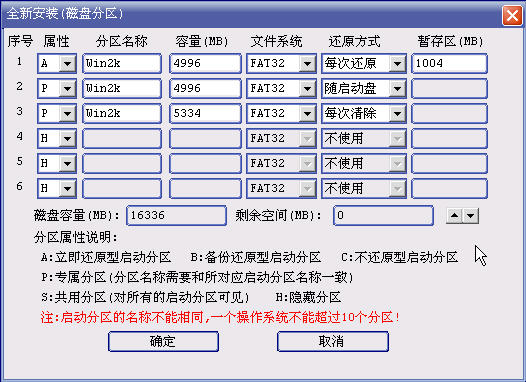 全新安装(磁盘分区)
序号 属性 分区名称 容量(MB) 文件系统 还原方式 暂存区(MB)
1 A Win2k 4996 FAT32 每次还原 1004
2 P Win2k 4996 FAT32 随启动盘
3 P Win2k 5334 FAT32 每次清除
4 H FAT32 不使用
5 H FAT32 不使用
6 H FAT32 不使用
磁盘容量(MB): 16336 剩余空间(MB): 0
分区属性说明:
A:立即还原型启动分区 B:备份还原型启动分区 C:不还原型启动分区
P:专属分区(分区名称需要和所对应启动分区名称一致)
S:共用分区(对所有的启动分区可见) H:隐藏分区
注:启动分区的名称不能相同,一个操作系统不能超过10个分区!
确定 取消